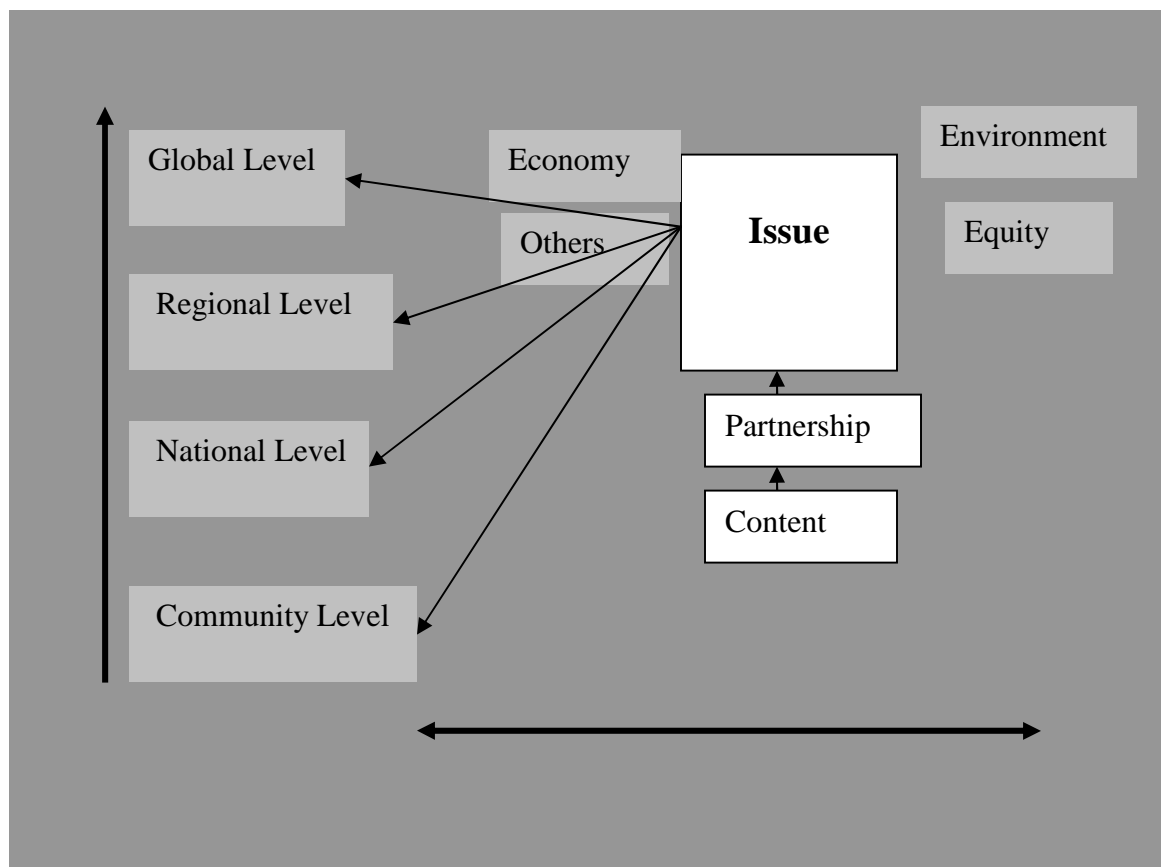 Global Level
Economy
Issue
Environment
Others
Equity
Regional Level
Partnership
National Level
Content
Community Level